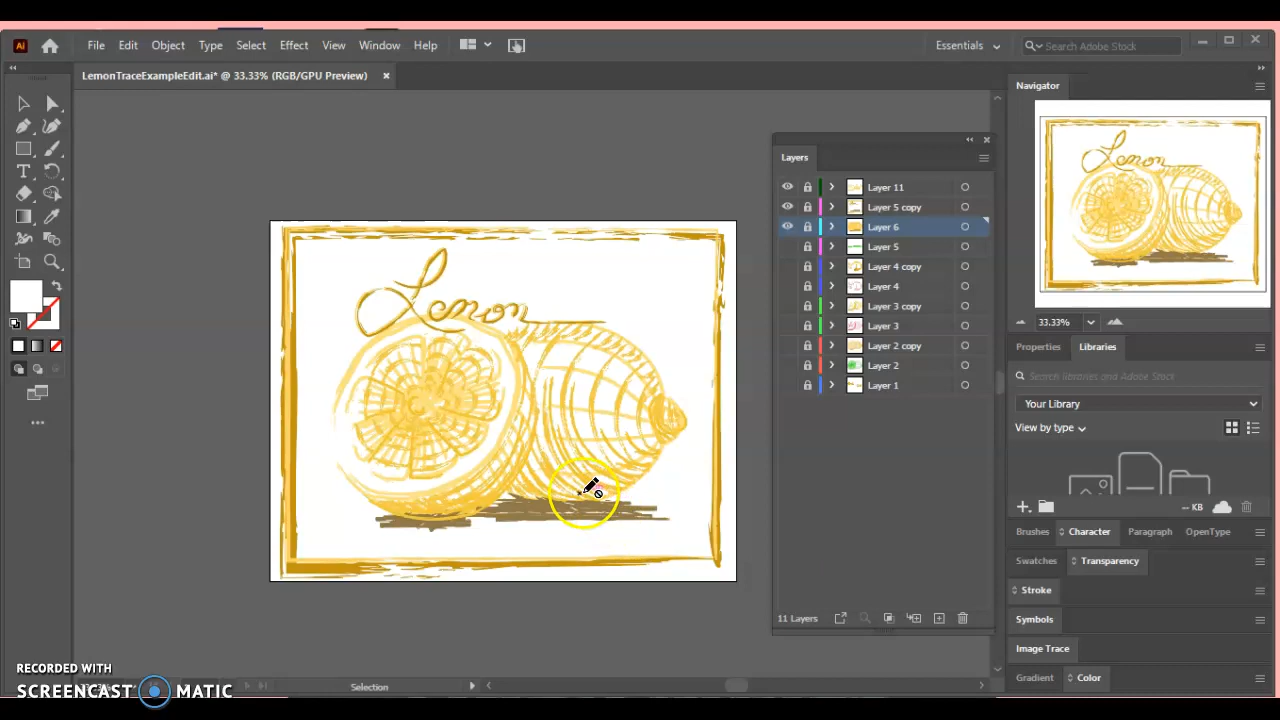 Ai File Edit Object Type Select Effect View Window Help Essentials Search Adobe Stock
LemonTraceExampleEdit.ai* @ 33.33% (RGB/GPU Preview)
Navigator
Lemon
Layers
Layer 11
Layer 5 copy
Layer 6
Layer 5
Layer 4 copy
Layer 4
Layer 3 copy
Layer 3
Layer 2 copy
Layer 2
Layer 1
11 Layers
Lemon
33.33%
Properties Libraries
Search libraries and Adobe Stock
Your Library
View by type
-- KB
Brushes Character Paragraph OpenType
Swatches Transparency
Stroke
Symbols
Image Trace
Gradient Color
Selection
RECORDED WITH
SCREENCAST MATIC